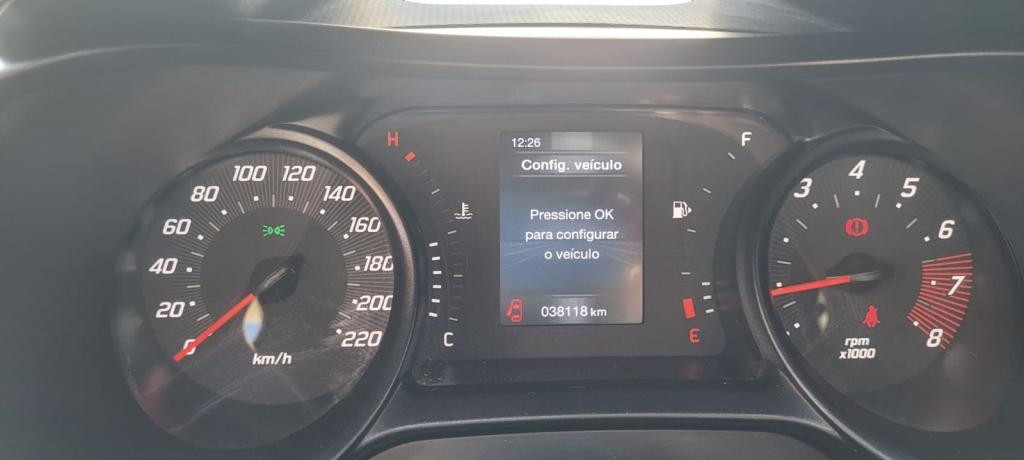 H
F
12:26
Config. veículo
Pressione OK
para configurar
o veículo
038118 km
C
E
0
20
40
60
80
100
120
140
160
180
200
220
km/h
3
4
5
6
7
8
rpm
x1000